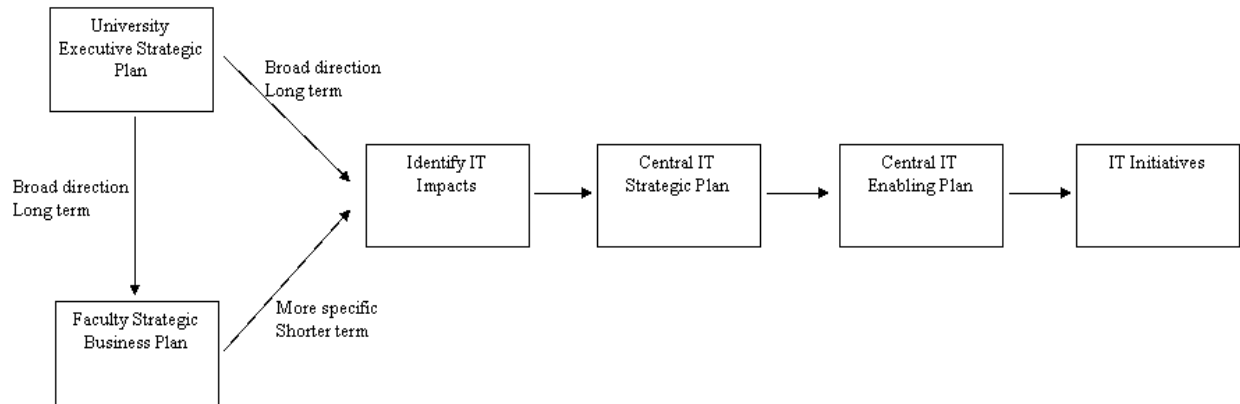 University
Executive Strategic
Plan
Broad direction
Long term
Broad direction
Long term
Identify IT
Impacts
Central IT
Strategic Plan
Central IT
Enabling Plan
IT Initiatives
Faculty Strategic
Business Plan
More specific
Shorter term